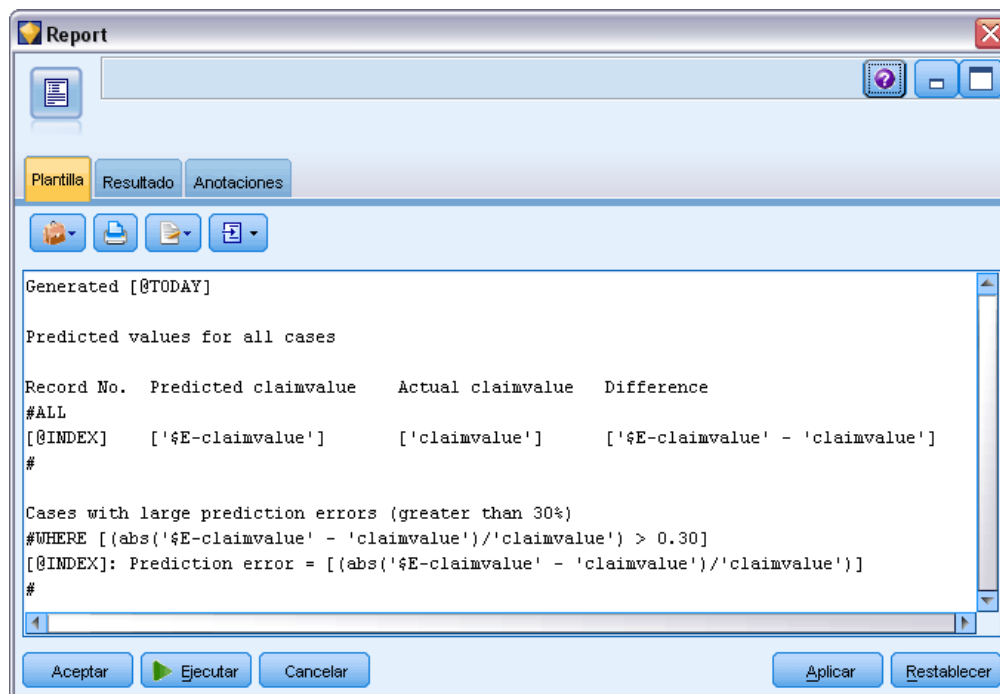 Report
Plantilla Resultado Anotaciones
Generated [@TODAY]
Predicted values for all cases
Record No. Predicted claimvalue Actual claimvalue Difference
#ALL
[@INDEX] ['$E-claimvalue'] ['claimvalue'] ['$E-claimvalue' - 'claimvalue']
#
Cases with large prediction errors (greater than 30%)
#WHERE [(abs('$E-claimvalue' - 'claimvalue')/'claimvalue') > 0.30]
[@INDEX]: Prediction error = [(abs('$E-claimvalue' - 'claimvalue')/'claimvalue')]
#
Aceptar Ejecutar Cancelar Aplicar Restablecer